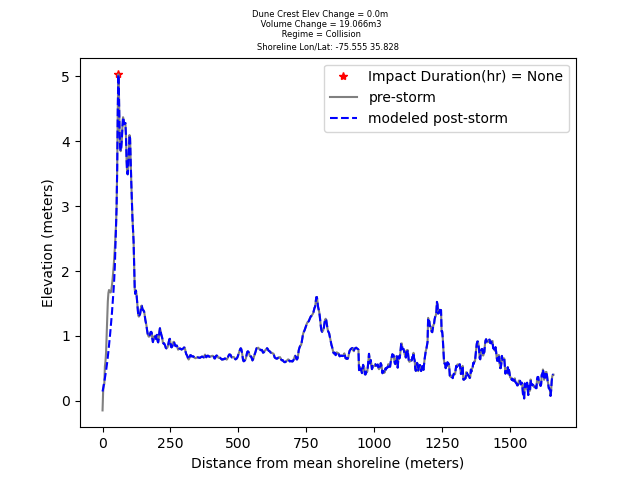 Dune Crest Elev Change = 0.0m
Volume Change = 19.066m3
Regime = Collision
Shoreline Lon/Lat: -75.555 35.828
Impact Duration(hr) = None
pre-storm
modeled post-storm
Elevation (meters)
5
4
3
2
1
0
0 250 500 750 1000 1250 1500
Distance from mean shoreline (meters)